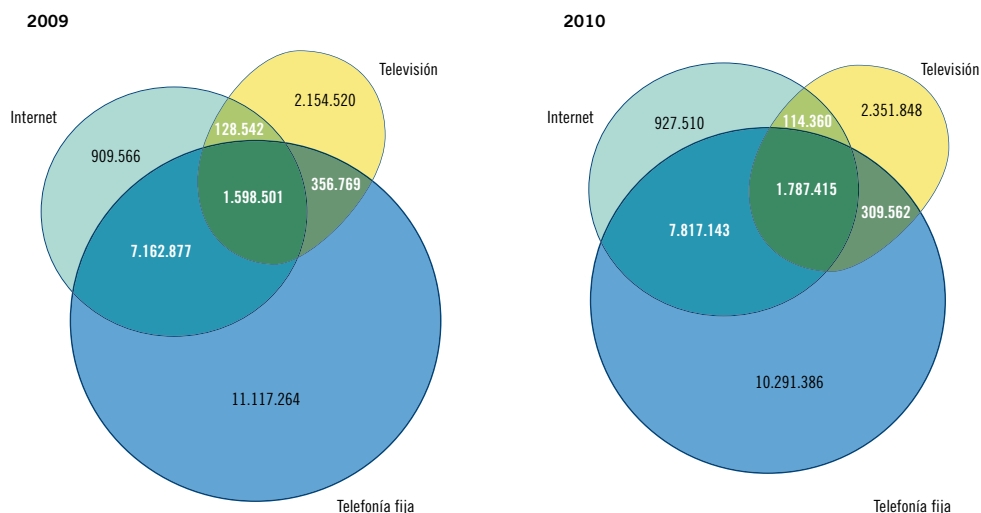 2009
Televisión
2.154.520
Internet
128.542
909.566
356.769
1.598.501
7.162.877
11.117.264
Telefonía fija
2010
Televisión
2.351.848
Internet
927.510
114.360
1.787.415
309.562
7.817.143
10.291.386
Telefonía fija